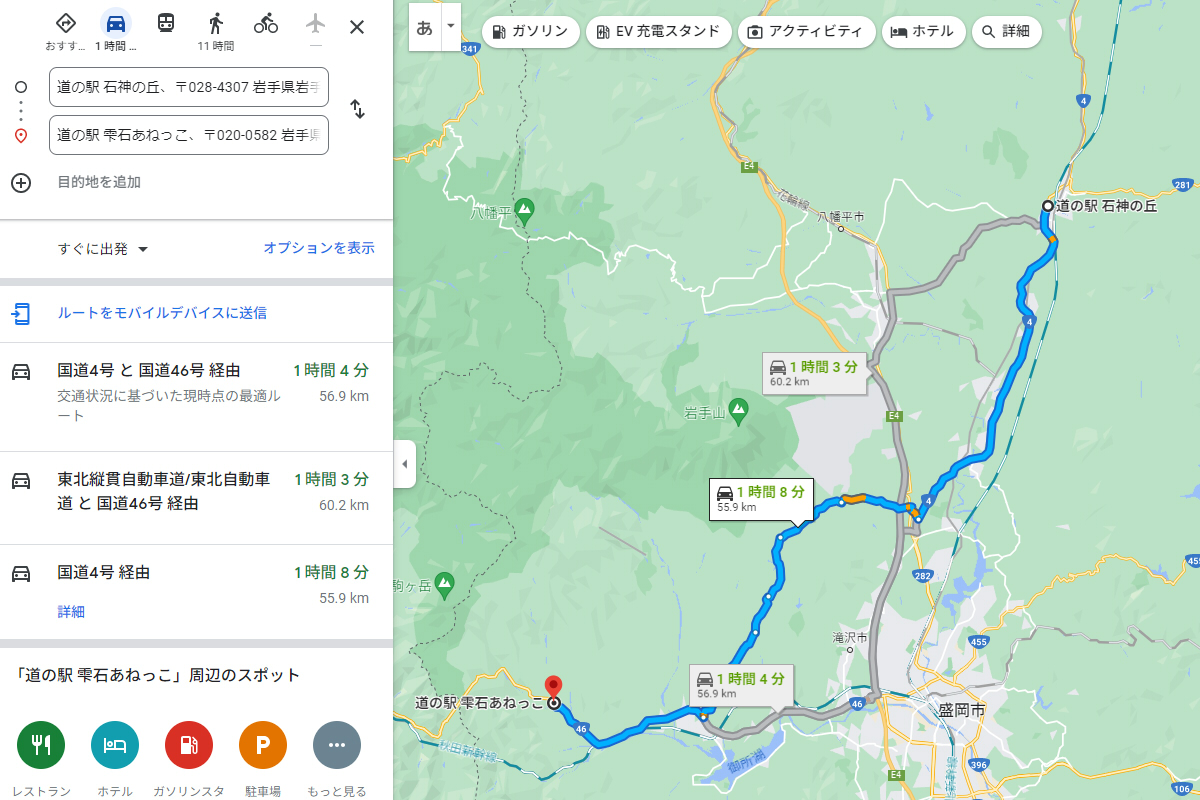 おすす…
1 時間 …
11 時間
—
道の駅 石神の丘、〒028-4307 岩手県岩手
道の駅 雫石あねっこ、〒020-0582 岩手県
目的地を追加
すぐに出発
オプションを表示
ルートをモバイルデバイスに送信
国道4号 と 国道46号 経由
1 時間 4 分
交通状況に基づいた現時点の最適ル
56.9 km
ート
東北縦貫自動車道/東北自動車
1 時間 3 分
道 と 国道46号 経由
60.2 km
国道4号 経由
1 時間 8 分
55.9 km
詳細
「道の駅 雫石あねっこ」周辺のスポット
レストラン
ホテル
ガソリンスタ
駐車場
もっと見る
P
あ
ガソリン
EV 充電スタンド
アクティビティ
ホテル
詳細
341
4
E4
281
花輪線
八幡平
八幡平市
道の駅 石神の丘
4
1 時間 3 分
60.2 km
岩手山
E4
1 時間 8 分
55.9 km
4
455
282
駒ヶ岳
455
滝沢市
1 時間 4 分
56.9 km
道の駅 雫石あねっこ
46
盛岡市
46
秋田新幹線
御所湖
396
E4
106